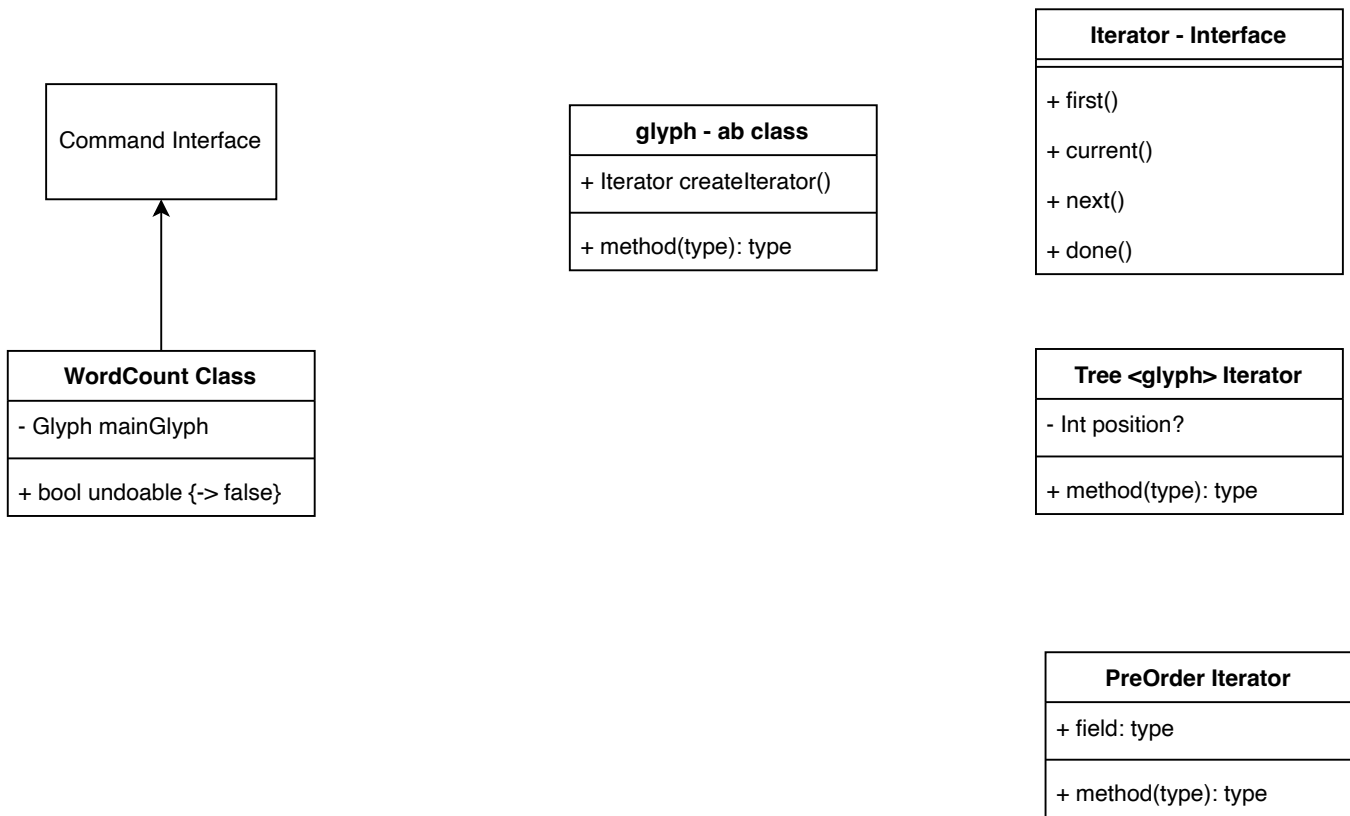 Command Interface
WordCount Class
- Glyph mainGlyph
+ bool undoable {-> false}
glyph - ab class
+ Iterator createIterator()
+ method(type): type
Iterator - Interface
+ first()
+ current()
+ next()
+ done()
Tree <glyph> Iterator
- Int position?
+ method(type): type
PreOrder Iterator
+ field: type
+ method(type): type